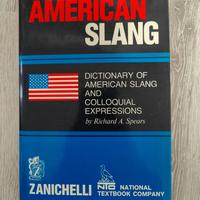 AMERICAN
SLANG
DICTIONARY OF
AMERICAN SLANG
AND
COLLOQUIAL
EXPRESSIONS
by Richard A. Spears
Z
NTC
ZANICHELLI
NATIONAL
TEXTBOOK COMPANY